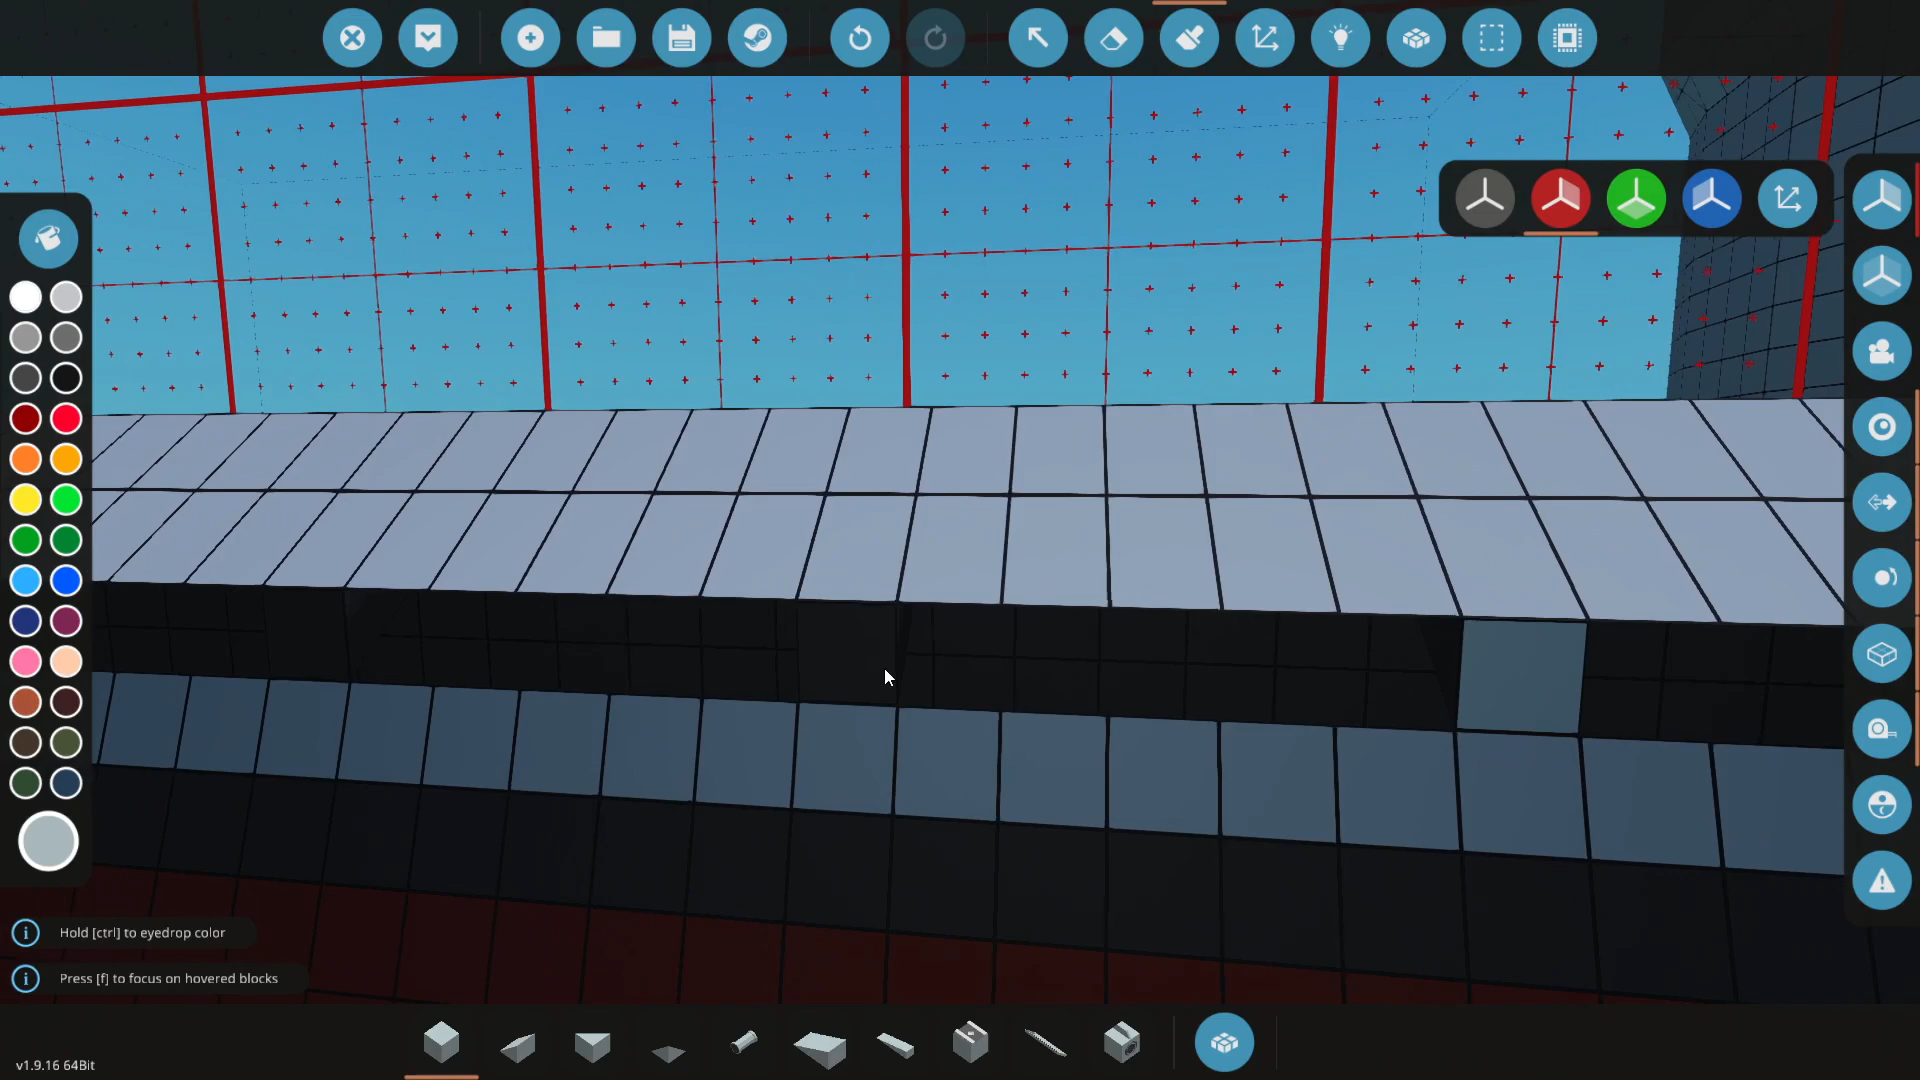 Hold [ctrl] to eyedrop color
Press [f] to focus on hovered blocks
v1.9.16 64Bit